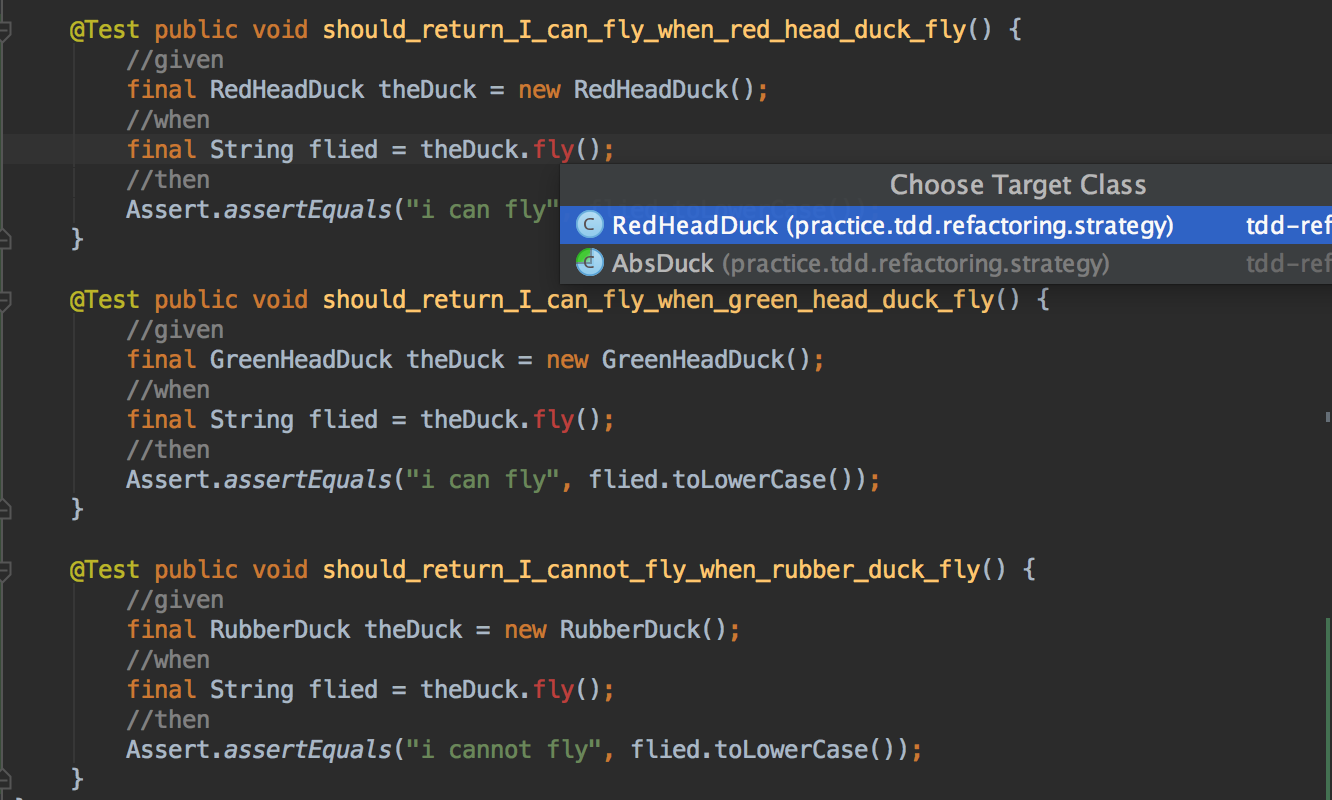 @Test public void should_return_I_can_fly_when_red_head_duck_fly() {
//given
final RedHeadDuck theDuck = new RedHeadDuck();
//when
final String flied = theDuck.fly();
//then
Assert.assertEquals("i can fly"
}
Choose Target Class
RedHeadDuck (practice.tdd.refactoring.strategy) tdd-ref
AbsDuck (practice.tdd.refactoring.strategy) tdd-ref
@Test public void should_return_I_can_fly_when_green_head_duck_fly() {
//given
final GreenHeadDuck theDuck = new GreenHeadDuck();
//when
final String flied = theDuck.fly();
//then
Assert.assertEquals("i can fly", flied.toLowerCase());
}
@Test public void should_return_I_cannot_fly_when_rubber_duck_fly() {
//given
final RubberDuck theDuck = new RubberDuck();
//when
final String flied = theDuck.fly();
//then
Assert.assertEquals("i cannot fly", flied.toLowerCase());
}